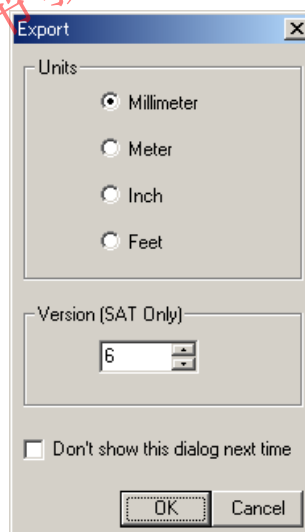 Export
Units
Millimeter
Meter
Inch
Feet
Version (SAT Only)
6
Don't show this dialog next time
OK
Cancel